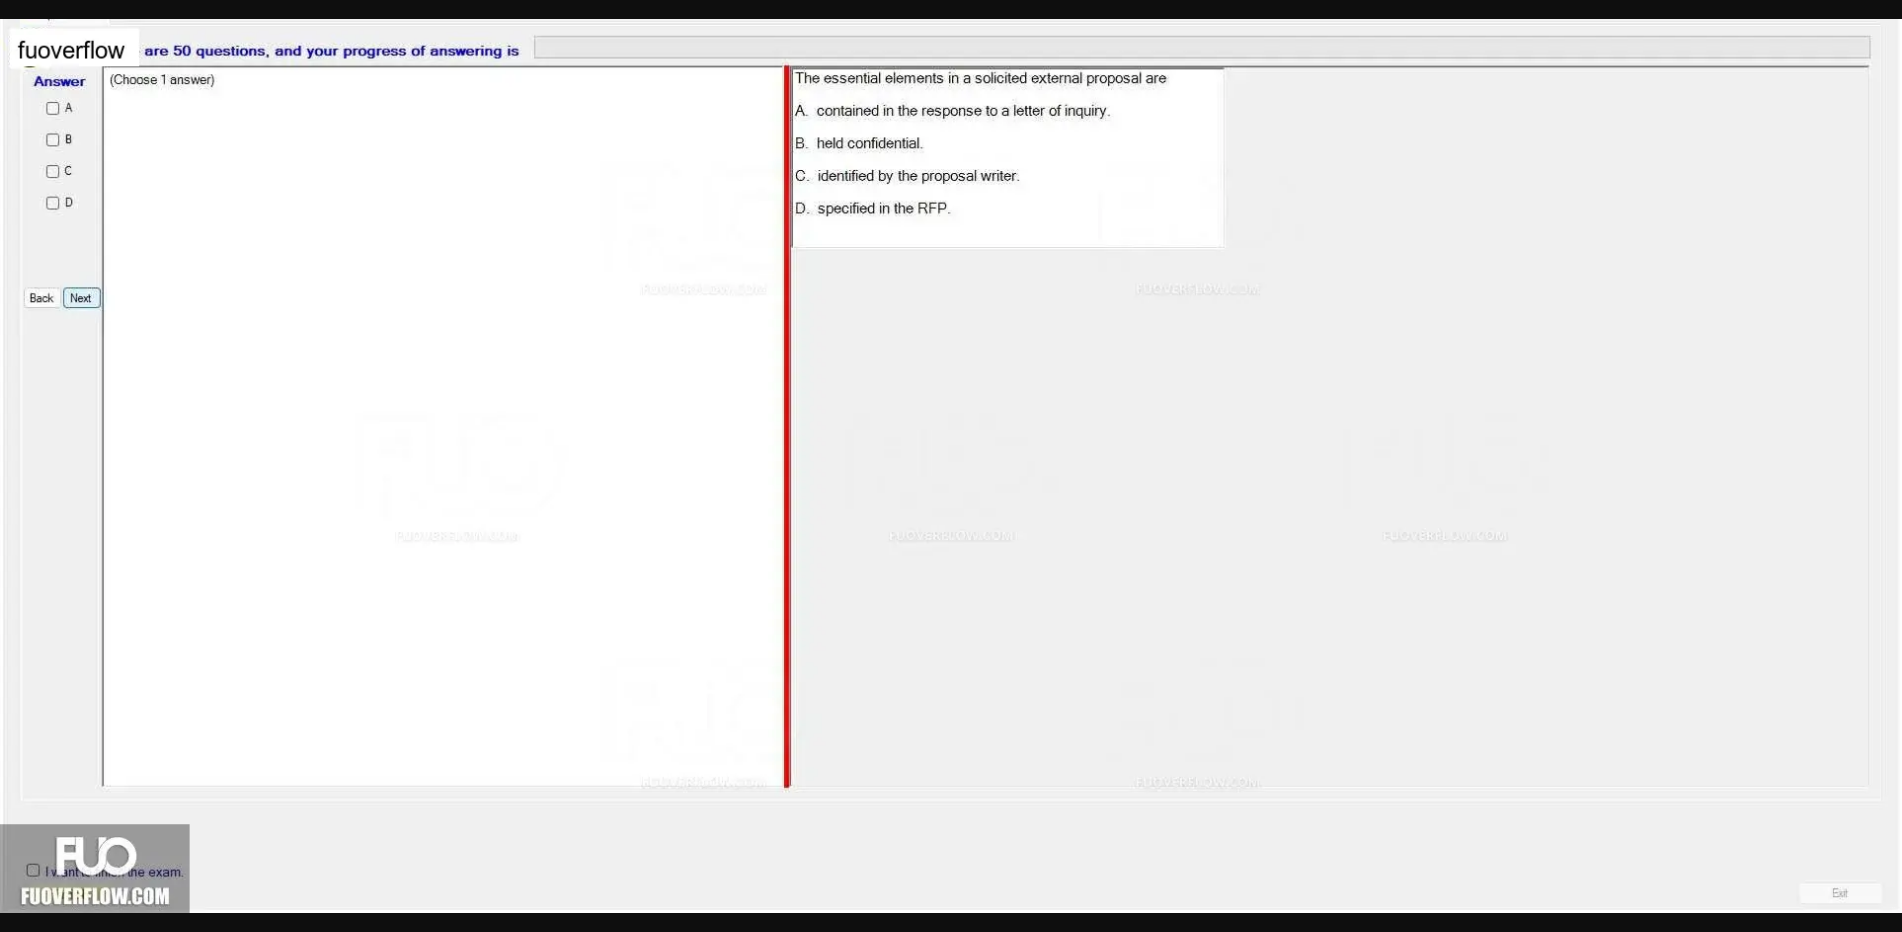 fuoverflow are 50 questions, and your progress of answering is
Answer
(Choose 1 answer)
A
B
C
D
Back Next
The essential elements in a solicited external proposal are
A. contained in the response to a letter of inquiry.
B. held confidential.
C. identified by the proposal writer.
D. specified in the RFP.
FUOVERFLOW.COM
FUOVERFLOW.COM
FUOVERFLOW.COM
FUOVERFLOW.COM
FUOVERFLOW.COM
FUOVERFLOW.COM
FUOVERFLOW.COM
FUO
I want to finish the exam.
FUOVERFLOW.COM
Exit